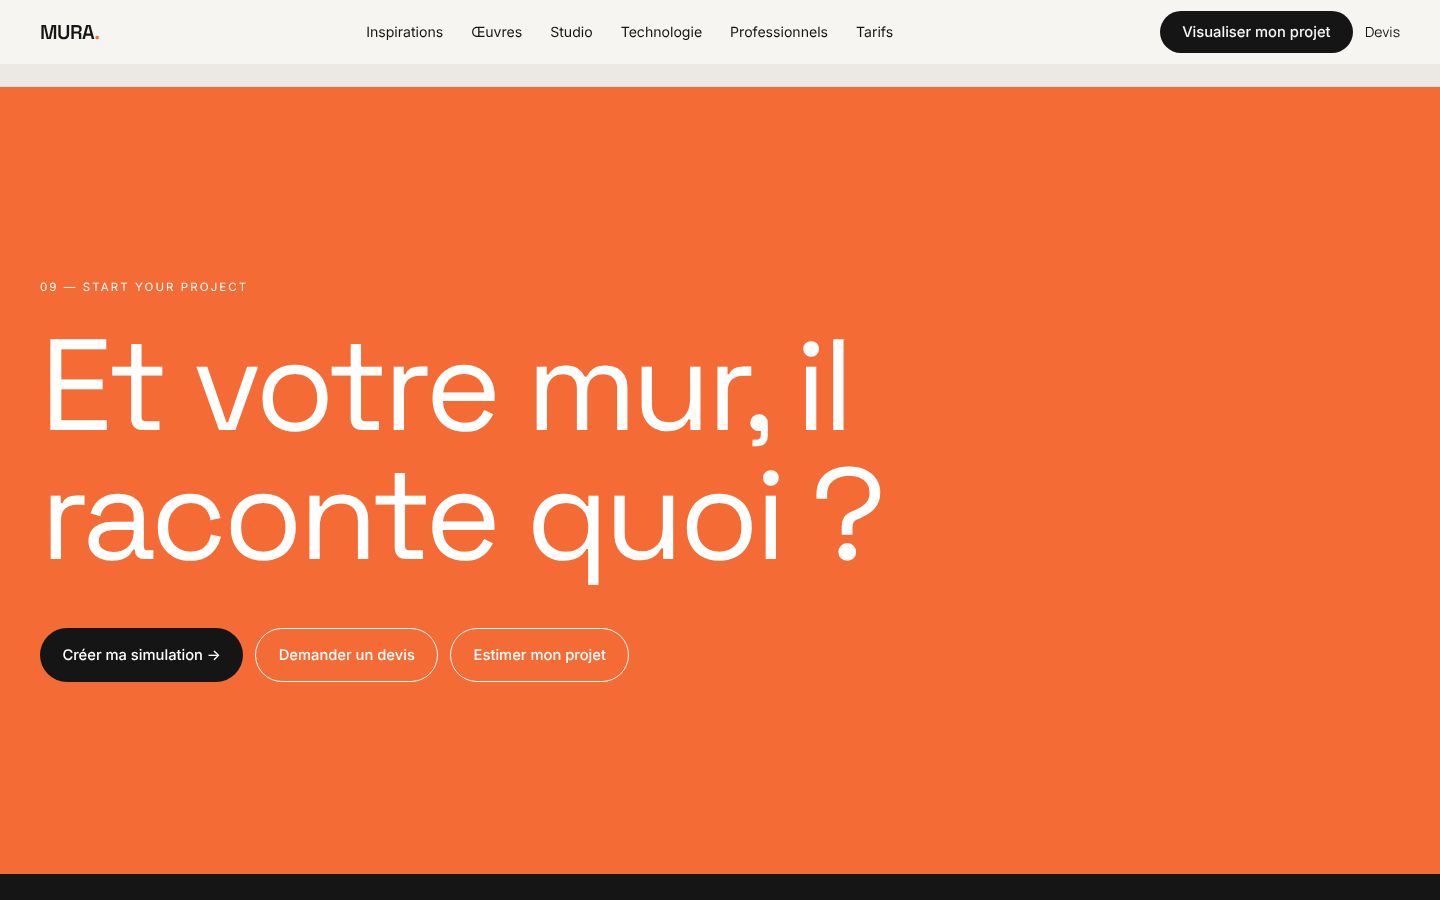 MURA.
Inspirations Œuvres Studio Technologie Professionnels Tarifs
Visualiser mon projet Devis
09 — START YOUR PROJECT
Et votre mur, il
raconte quoi ?
Créer ma simulation → Demander un devis Estimer mon projet